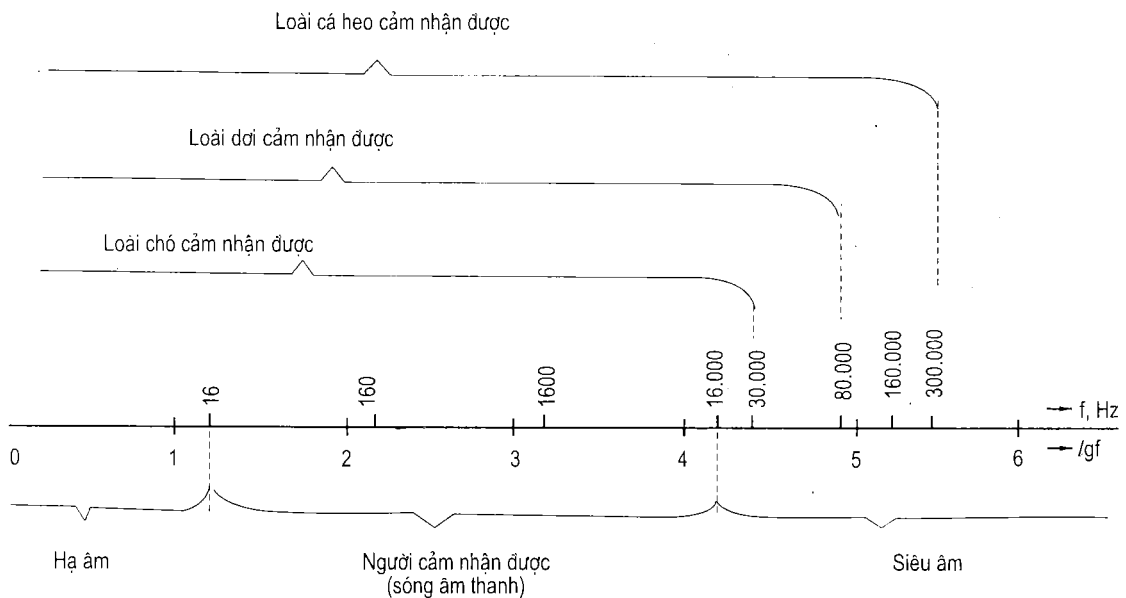 Loài cá heo cảm nhận được
Loài dơi cảm nhận được
Loài chó cảm nhận được
16
160
1600
16.000
30.000
80.000
160.000
300.000
f, Hz
0 1 2 3 4 5 6 lgf
Hạ âm
Người cảm nhận được
(sóng âm thanh)
Siêu âm